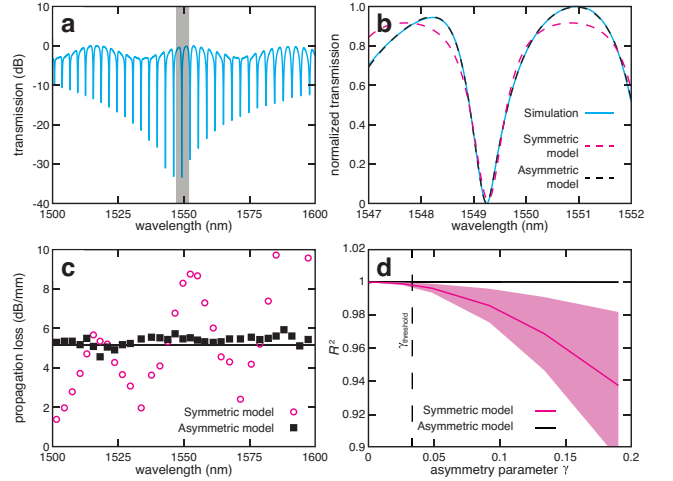 a
transmission (dB)
10
0
-10
-20
-30
-40
1500
1525
1550
1575
1600
wavelength (nm)
b
normalized transmission
1.0
0.8
0.6
0.4
0.2
0
1547
1548
1549
1550
1551
1552
wavelength (nm)
Simulation
Symmetric
model
Asymmetric
model
c
propagation loss (dB/mm)
10
8
6
4
2
0
1500
1525
1550
1575
1600
wavelength (nm)
Symmetric model
Asymmetric model
d
R²
1.02
1
0.98
0.96
0.94
0.92
0.9
0
0.05
0.1
0.15
0.2
asymmetry parameter γ
γthreshold
Symmetric model
Asymmetric model